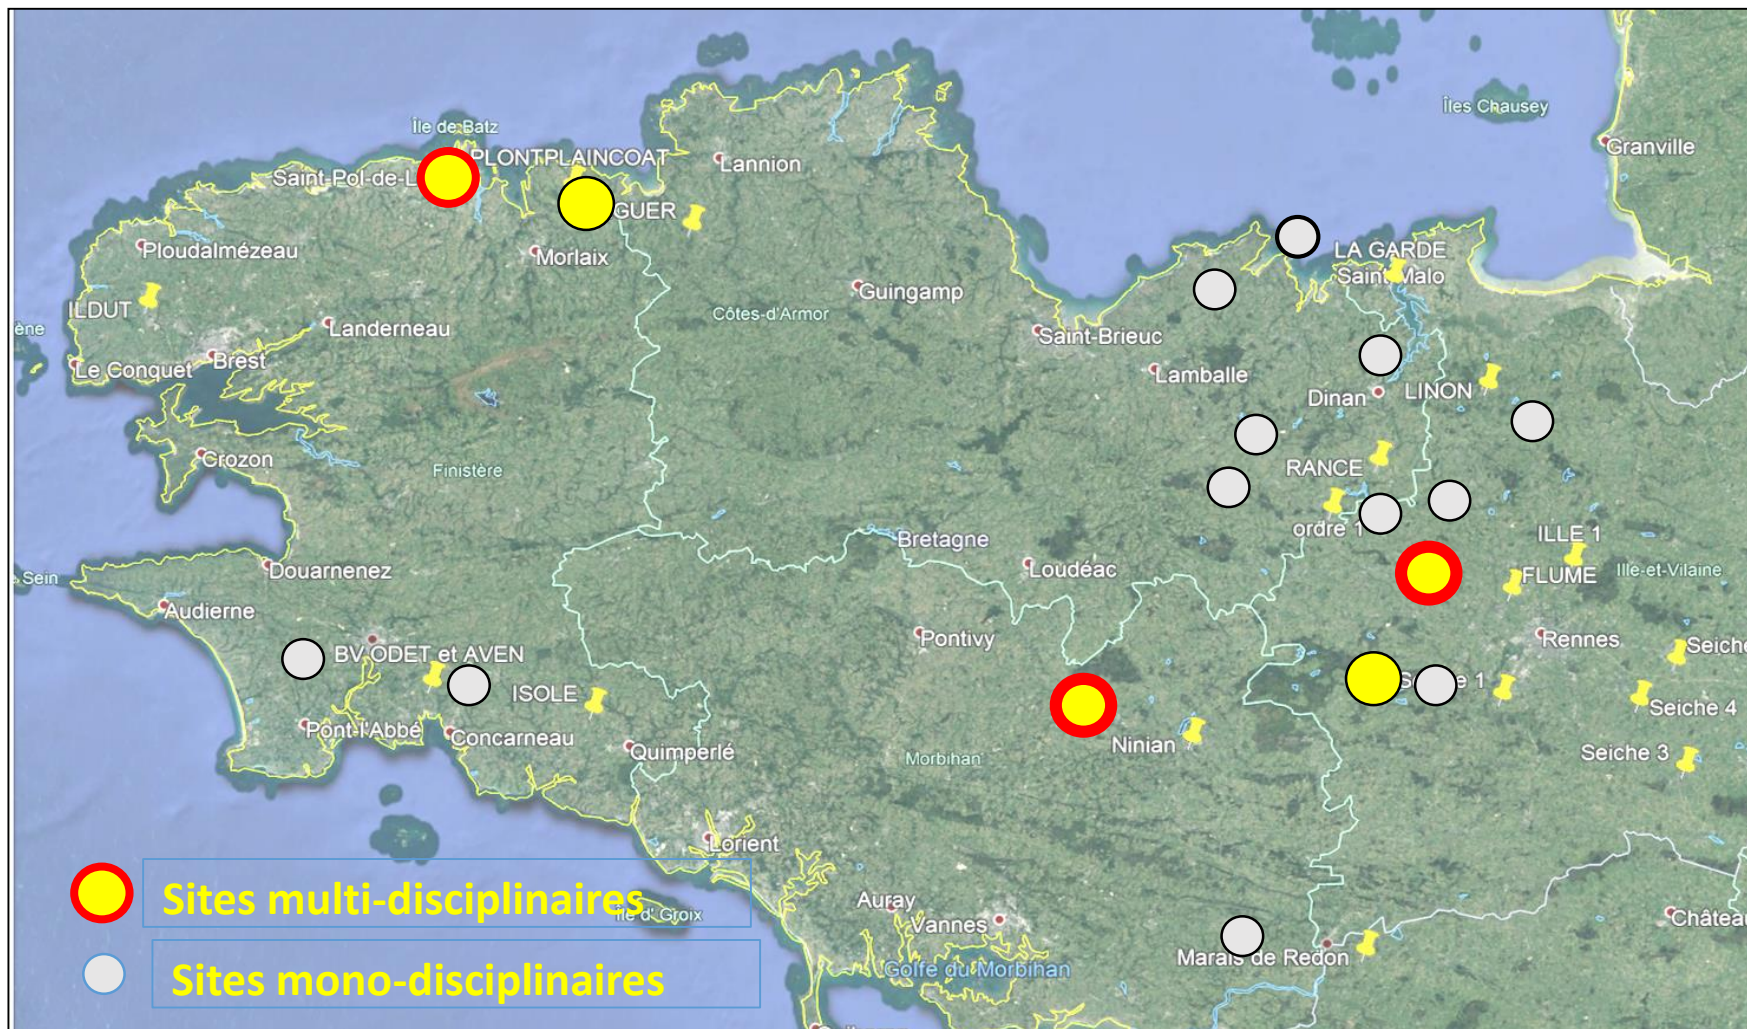 Îles Chausey
Île de Batz
Granville
PLONTPLAINCOAT
Lannion
Saint-Pol-de-L
GUER
Ploudalmézeau
Morlaix
LA GARDE
Saint-Malo
Guingamp
ILDUT
Côtes-d'Armor
ène
Landerneau
Saint-Brieuc
Brest
Le Conquet
Lamballe
Dinan
LINON
Crozon
Finistère
RANCE
ordre 1
ILLE 1
Bretagne
Douarnenez
Loudéac
FLUME
Ille-et-Vilaine
Sein
Audierne
Pontivy
Rennes
Seiche
BV ODET et AVEN
ISOLE
e 1
Seiche 4
Pont-l'Abbé
Concarneau
Quimperlé
Ninian
Morbihan
Seiche 3
Lorient
Sites multi-disciplinaires
Île d' Groix
Auray
Vannes
Château
Marais de Redon
Golfe du Morbihan
Sites mono-disciplinaires